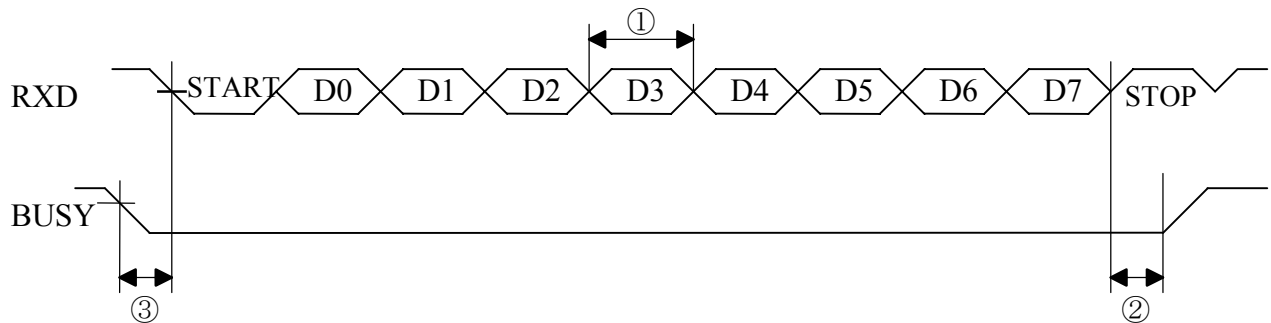 ①
RXD START D0 D1 D2 D3 D4 D5 D6 D7 STOP
BUSY
③ ②